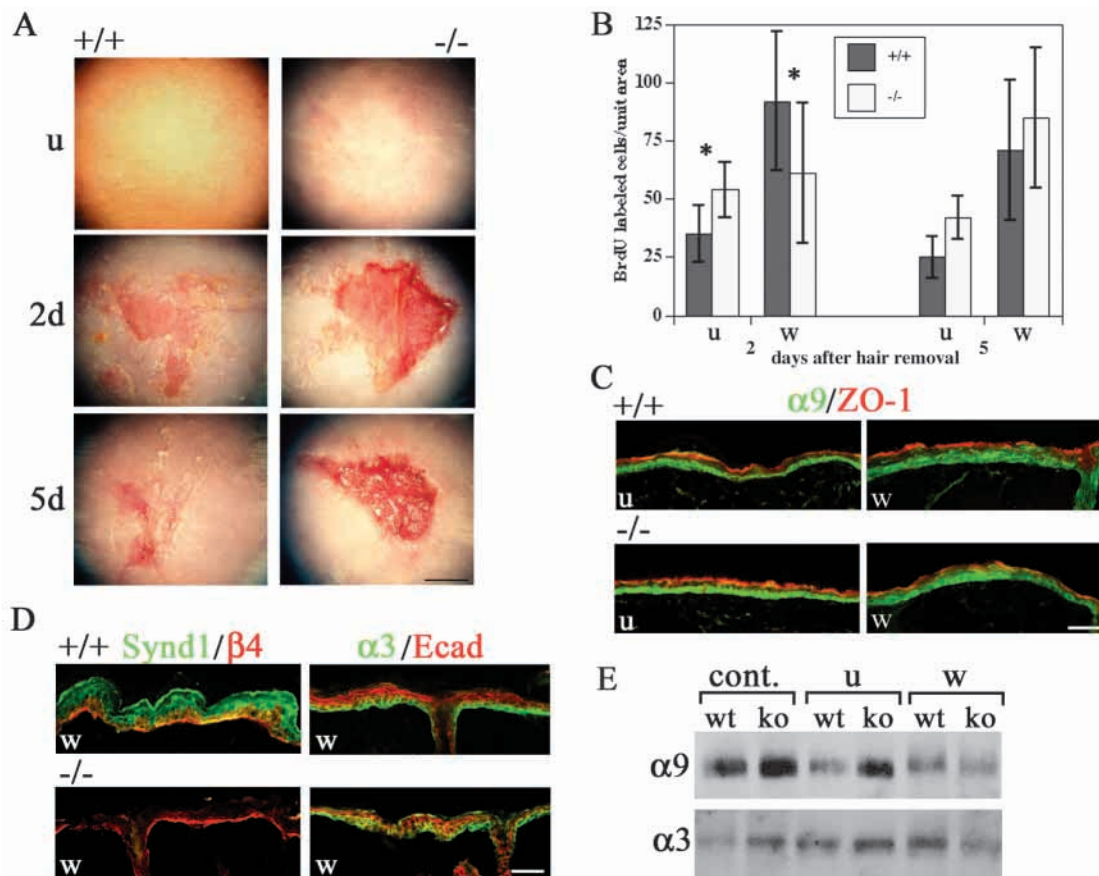 A
+/+ -/-
u
2d
5d
B
BrdU labeled cells/unit area
125
100
75
50
25
0
+/+
-/-
* *
u w u w
2 5
days after hair removal
C
+/+ α9/ZO-1
u w
-/-
u w
D
+/+ Synd1/β4 α3/Ecad
w w
-/-
w w
E
cont. u w
wt ko wt ko wt ko
α9
α3